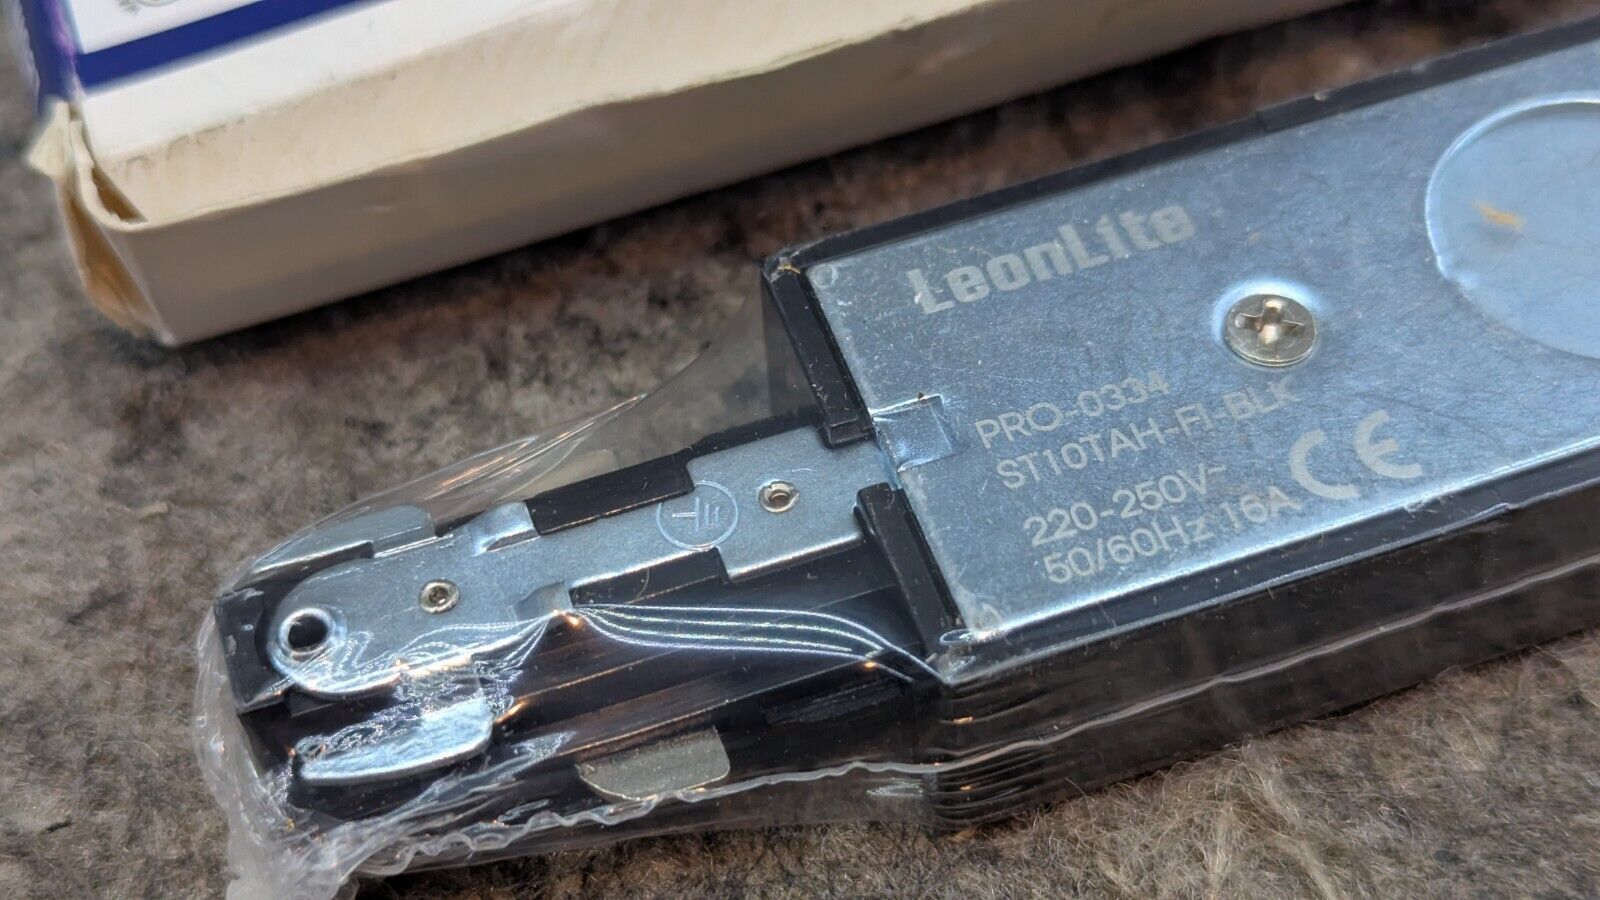 LeonLite
PRO-0334
ST10TAH-FI-BLK
220-250V~
50/60Hz 16A CE